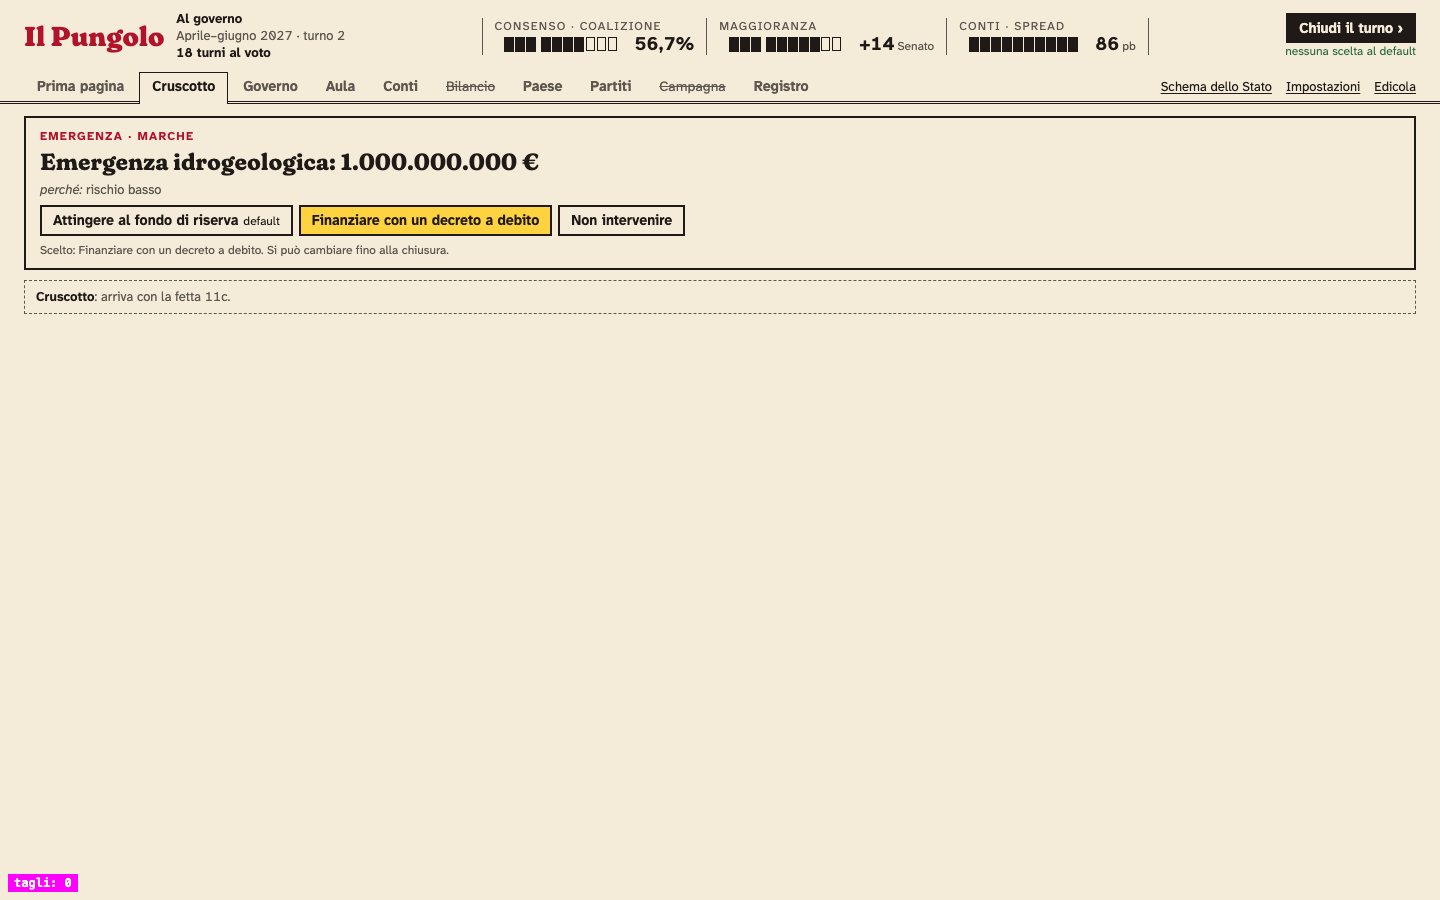 Il Pungolo
Al governo
Aprile–giugno 2027 · turno 2
18 turni al voto
CONSENSO · COALIZIONE
56,7%
MAGGIORANZA
+14 Senato
CONTI · SPREAD
86 pb
Chiudi il turno ›
nessuna scelta al default
Prima pagina
Cruscotto
Governo
Aula
Conti
Bilancio
Paese
Partiti
Campagna
Registro
Schema dello Stato
Impostazioni
Edicola
EMERGENZA · MARCHE
Emergenza idrogeologica: 1.000.000.000 €
perché: rischio basso
Attingere al fondo di riserva default
Finanziare con un decreto a debito
Non intervenire
Scelto: Finanziare con un decreto a debito. Si può cambiare fino alla chiusura.
Cruscotto: arriva con la fetta 11c.
tagli: 0